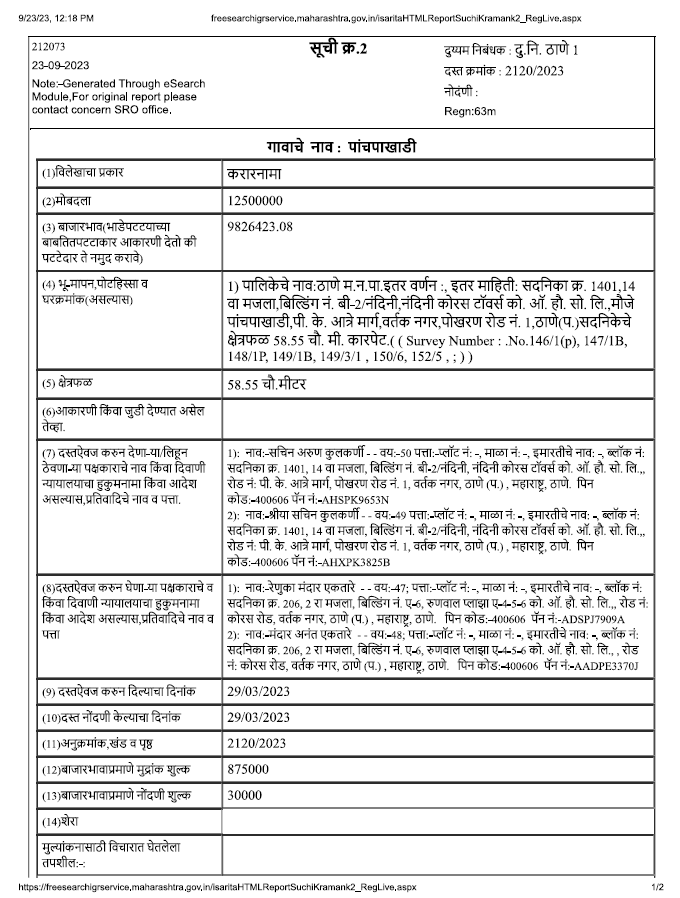 9/23/23, 12:18 PM freesearchigrservice.maharashtra.gov.in/isaritaHTMLReportSuchiKramank2_RegLive.aspx
212073
23-09-2023
Note:-Generated Through eSearch
Module,For original report please
contact concern SRO office.
सूची क्र.2
दुय्यम निबंधक : दु.नि. ठाणे 1
दस्त क्रमांक : 2120/2023
नोदंणी :
Regn:63m
गावाचे नाव : पांचपाखाडी
(1)विलेखाचा प्रकार करारनामा
(2)मोबदला 12500000
(3) बाजारभाव(भाडेपटटयाच्या
बाबतितपटटाकार आकारणी देतो की
पटटेदार ते नमुद करावे)
9826423.08
(4) भू-मापन,पोटहिस्सा व
घरक्रमांक(असल्यास)
1) पालिकेचे नाव:ठाणे म.न.पा.इतर वर्णन :, इतर माहिती: सदनिका क्र. 1401,14
वा मजला,बिल्डिंग नं. बी-2/नंदिनी,नंदिनी कोरस टॉवर्स को. ऑ. हौ. सो. लि.,मौजे
पांचपाखाडी,पी. के. आत्रे मार्ग,वर्तक नगर,पोखरण रोड नं. 1,ठाणे(प.)सदनिकेचे
क्षेत्रफळ 58.55 चौ. मी. कारपेट.( ( Survey Number : .No.146/1(p), 147/1B,
148/1P, 149/1B, 149/3/1 , 150/6, 152/5 , ; ) )
(5) क्षेत्रफळ 58.55 चौ.मीटर
(6)आकारणी किंवा जुडी देण्यात असेल
तेव्हा.
(7) दस्तऐवज करुन देणा-या/लिहून
ठेवणा-या पक्षकाराचे नाव किंवा दिवाणी
न्यायालयाचा हुकुमनामा किंवा आदेश
असल्यास,प्रतिवादिचे नाव व पत्ता.
1): नाव:-सचिन अरुण कुलकर्णी - - वय:-50 पत्ता:-प्लॉट नं: -, माळा नं: -, इमारतीचे नाव: -, ब्लॉक नं:
सदनिका क्र. 1401, 14 वा मजला, बिल्डिंग नं. बी-2/नंदिनी, नंदिनी कोरस टॉवर्स को. ऑ. हौ. सो. लि.,,
रोड नं: पी. के. आत्रे मार्ग, पोखरण रोड नं. 1, वर्तक नगर, ठाणे (प.) , महाराष्ट्र, ठाणे. पिन
कोड:-400606 पॅन नं:-AHSPK9653N
2): नाव:-श्रीया सचिन कुलकर्णी - - वय:-49 पत्ता:-प्लॉट नं: -, माळा नं: -, इमारतीचे नाव: -, ब्लॉक नं:
सदनिका क्र. 1401, 14 वा मजला, बिल्डिंग नं. बी-2/नंदिनी, नंदिनी कोरस टॉवर्स को. ऑ. हौ. सो. लि.,,
रोड नं: पी. के. आत्रे मार्ग, पोखरण रोड नं. 1, वर्तक नगर, ठाणे (प.) , महाराष्ट्र, ठाणे. पिन
कोड:-400606 पॅन नं:-AHXPK3825B
(8)दस्तऐवज करुन घेणा-या पक्षकाराचे व
किंवा दिवाणी न्यायालयाचा हुकुमनामा
किंवा आदेश असल्यास,प्रतिवादिचे नाव व
पत्ता
1): नाव:-रेणुका मंदार एकतारे - - वय:-47; पत्ता:-प्लॉट नं: -, माळा नं: -, इमारतीचे नाव: -, ब्लॉक नं:
सदनिका क्र. 206, 2 रा मजला, बिल्डिंग नं. ए-6, रुणवाल प्लाझा ए-4-5-6 को. ऑ. हौ. सो. लि.,, रोड नं:
कोरस रोड, वर्तक नगर, ठाणे (प.) , महाराष्ट्र, ठाणे. पिन कोड:-400606 पॅन नं:-ADSPJ7909A
2): नाव:-मंदार अनंत एकतारे - - वय:-48; पत्ता:-प्लॉट नं: -, माळा नं: -, इमारतीचे नाव: -, ब्लॉक नं:
सदनिका क्र. 206, 2 रा मजला, बिल्डिंग नं. ए-6, रुणवाल प्लाझा ए-4-5-6 को. ऑ. हौ. सो. लि., , रोड
नं: कोरस रोड, वर्तक नगर, ठाणे (प.) , महाराष्ट्र, ठाणे. पिन कोड:-400606 पॅन नं:-AADPE3370J
(9) दस्तऐवज करुन दिल्याचा दिनांक 29/03/2023
(10)दस्त नोंदणी केल्याचा दिनांक 29/03/2023
(11)अनुक्रमांक,खंड व पृष्ठ 2120/2023
(12)बाजारभावाप्रमाणे मुद्रांक शुल्क 875000
(13)बाजारभावाप्रमाणे नोंदणी शुल्क 30000
(14)शेरा
मुल्यांकनासाठी विचारात घेतलेला
तपशील:-:
https://freesearchigrservice.maharashtra.gov.in/isaritaHTMLReportSuchiKramank2_RegLive.aspx 1/2